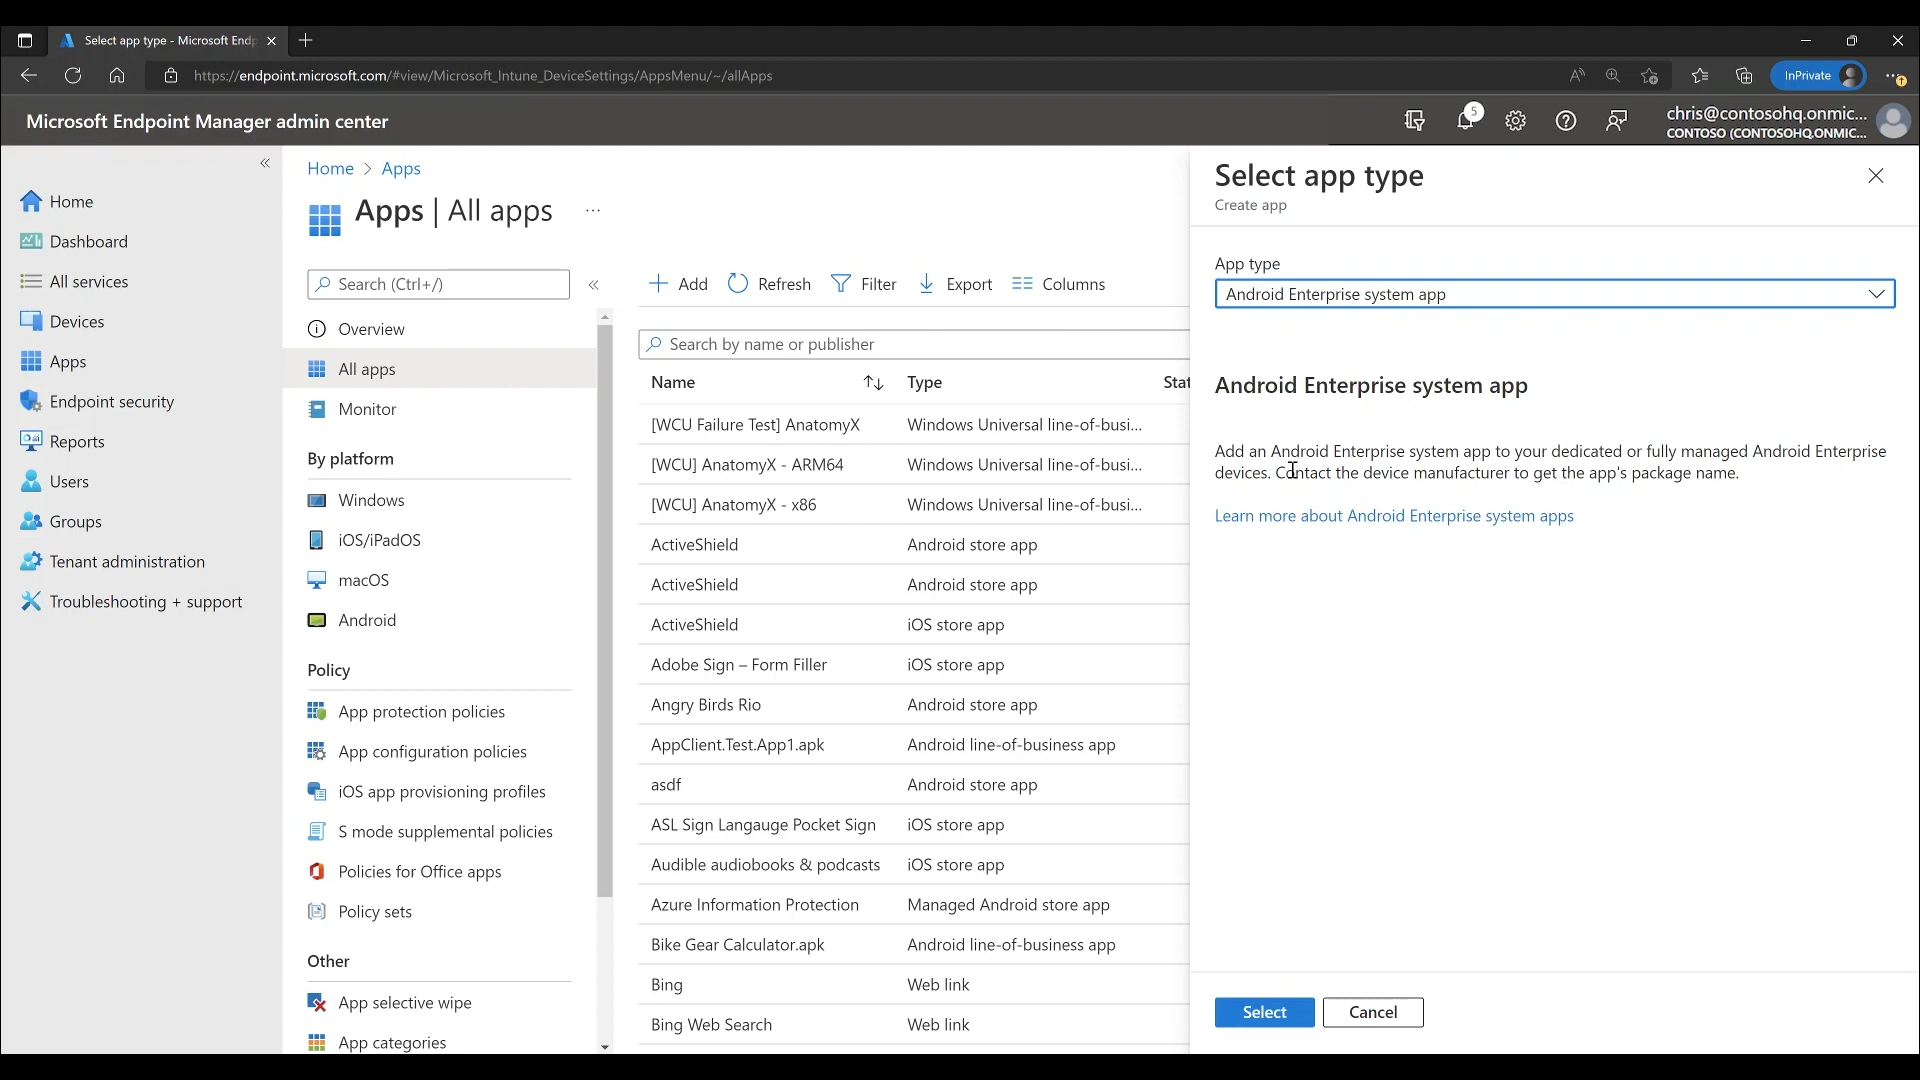 Select app type - Microsoft Endp
https://endpoint.microsoft.com/#view/Microsoft_Intune_DeviceSettings/AppsMenu/~/allApps
InPrivate
Microsoft Endpoint Manager admin center
5
chris@contosohq.onmic...
CONTOSO (CONTOSOHQ.ONMIC...
Home
Dashboard
All services
Devices
Apps
Endpoint security
Reports
Users
Groups
Tenant administration
Troubleshooting + support
Home > Apps
Apps | All apps
...
Search (Ctrl+/)
Overview
All apps
Monitor
By platform
Windows
iOS/iPadOS
macOS
Android
Policy
App protection policies
App configuration policies
iOS app provisioning profiles
S mode supplemental policies
Policies for Office apps
Policy sets
Other
App selective wipe
App categories
Add Refresh Filter Export Columns
Search by name or publisher
Name Type Stat
[WCU Failure Test] AnatomyX Windows Universal line-of-busi...
[WCU] AnatomyX - ARM64 Windows Universal line-of-busi...
[WCU] AnatomyX - x86 Windows Universal line-of-busi...
ActiveShield Android store app
ActiveShield Android store app
ActiveShield iOS store app
Adobe Sign – Form Filler iOS store app
Angry Birds Rio Android store app
AppClient.Test.App1.apk Android line-of-business app
asdf Android store app
ASL Sign Langauge Pocket Sign iOS store app
Audible audiobooks & podcasts iOS store app
Azure Information Protection Managed Android store app
Bike Gear Calculator.apk Android line-of-business app
Bing Web link
Bing Web Search Web link
Select app type
Create app
App type
Android Enterprise system app
Android Enterprise system app
Add an Android Enterprise system app to your dedicated or fully managed Android Enterprise
devices. Contact the device manufacturer to get the app's package name.
Learn more about Android Enterprise system apps
Select Cancel